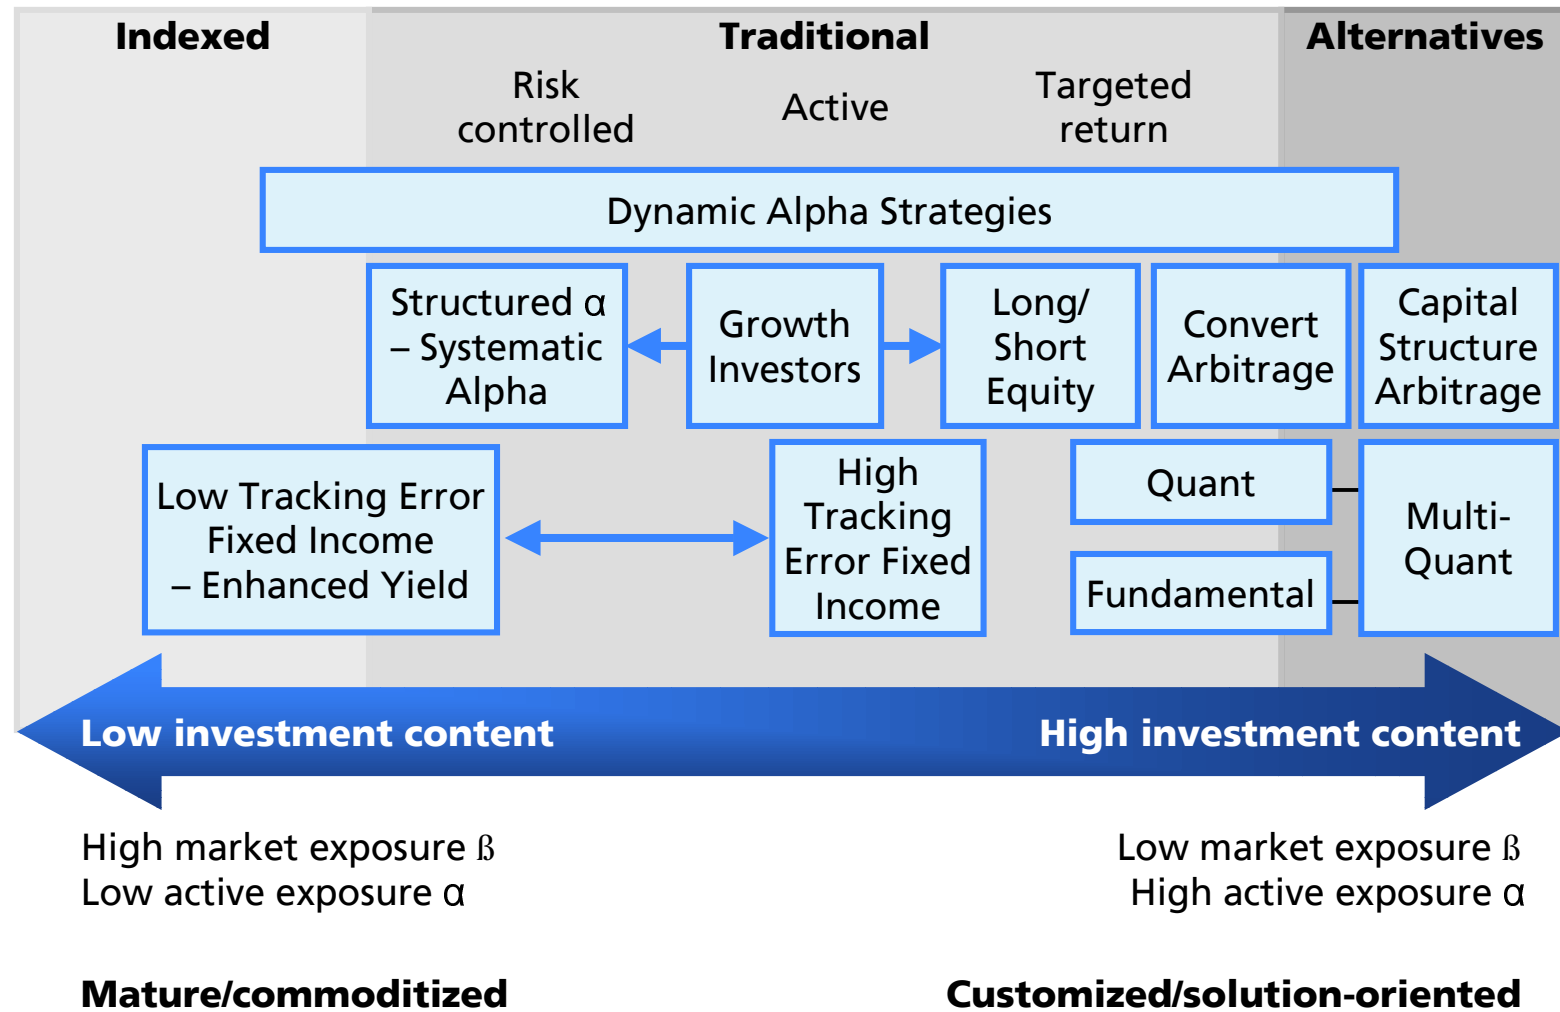 Indexed
Traditional
Alternatives
Risk
controlled
Active
Targeted
return
Dynamic Alpha Strategies
Structured α
– Systematic
Alpha
Growth
Investors
Long/
Short
Equity
Convert
Arbitrage
Capital
Structure
Arbitrage
Low Tracking Error
Fixed Income
– Enhanced Yield
High
Tracking
Error Fixed
Income
Quant
Fundamental
Multi-
Quant
Low investment content
High investment content
High market exposure ß
Low active exposure α
Low market exposure ß
High active exposure α
Mature/commoditized
Customized/solution-oriented